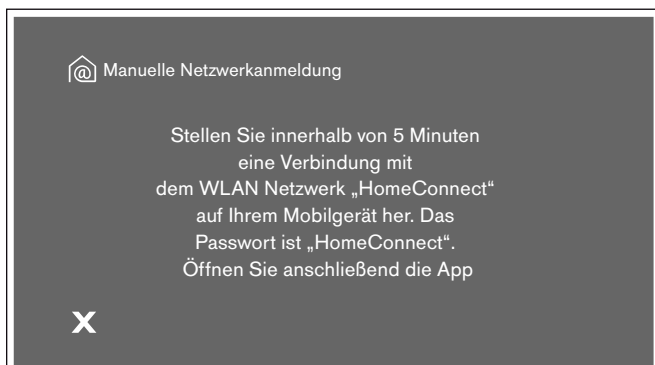 @ Manuelle Netzwerkanmeldung
Stellen Sie innerhalb von 5 Minuten
eine Verbindung mit
dem WLAN Netzwerk „HomeConnect“
auf Ihrem Mobilgerät her. Das
Passwort ist „HomeConnect“.
Öffnen Sie anschließend die App
X